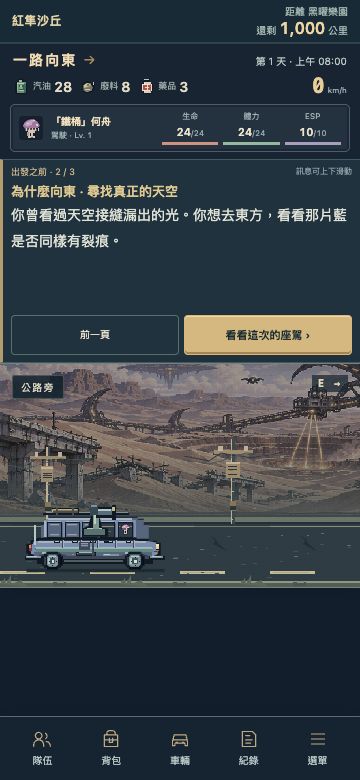 紅隼沙丘
距離 黑曜樂園
還剩 1,000 公里
一路向東 →
第 1 天 · 上午 08:00
汽油 28 廢料 8 藥品 3
0 km/h
「鐵桶」何舟
駕駛 · Lv. 1
生命
24/24
體力
24/24
ESP
10/10
出發之前 · 2 / 3
訊息可上下滑動
為什麼向東 · 尋找真正的天空
你曾看過天空接縫漏出的光。你想去東方，看看那片藍
是否同樣有裂痕。
前一頁
看看這次的座駕 ›
公路旁
E →
隊伍
背包
車輛
紀錄
選單